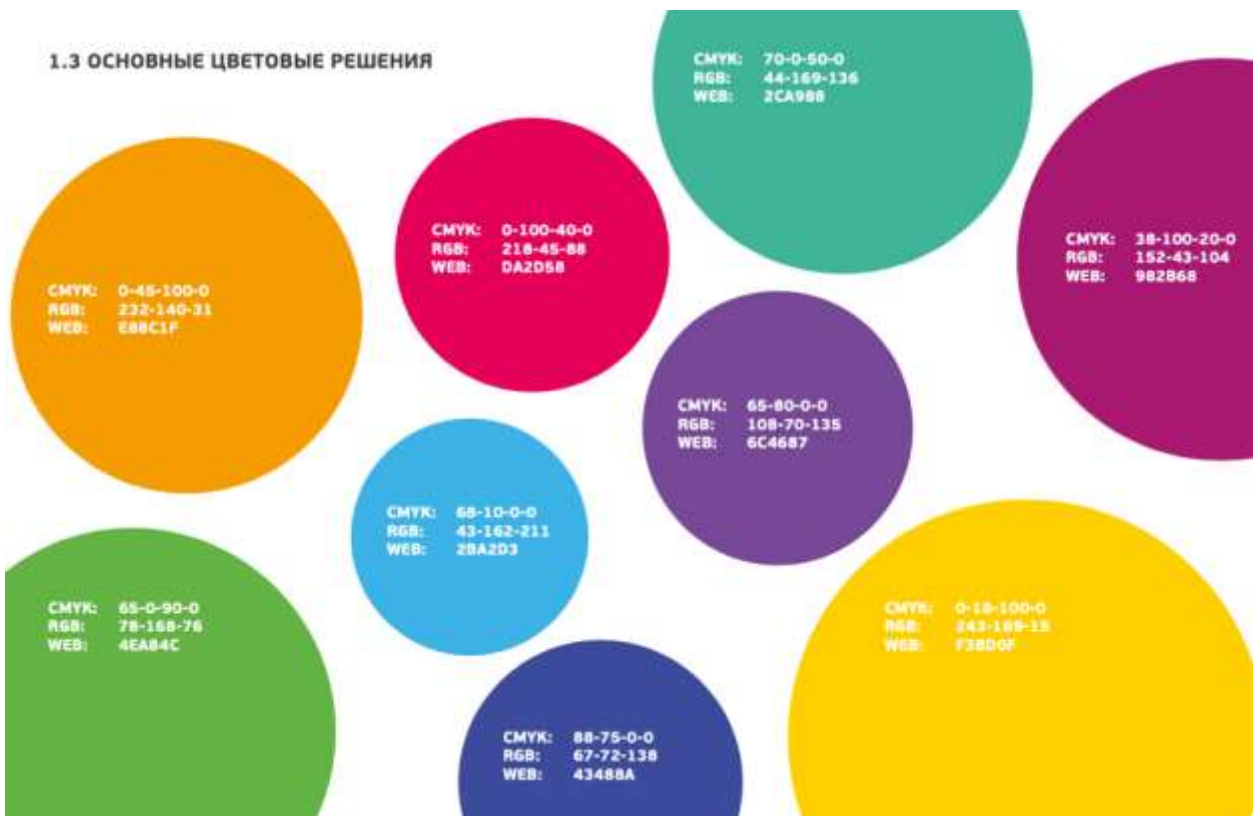 1.3 ОСНОВНЫЕ ЦВЕТОВЫЕ РЕШЕНИЯ
CMYK: 70-0-50-0
RGB: 44-169-136
WEB: 2CA988
CMYK: 0-100-40-0
RGB: 218-45-88
WEB: DA2D58
CMYK: 38-100-20-0
RGB: 152-43-104
WEB: 982B68
CMYK: 0-45-100-0
RGB: 232-140-31
WEB: E88C1F
CMYK: 65-80-0-0
RGB: 108-70-135
WEB: 6C4687
CMYK: 68-10-0-0
RGB: 43-162-211
WEB: 2BA2D3
CMYK: 65-0-90-0
RGB: 78-168-76
WEB: 4EA84C
CMYK: 0-18-100-0
RGB: 243-189-15
WEB: F3BD0F
CMYK: 88-75-0-0
RGB: 67-72-138
WEB: 43488A